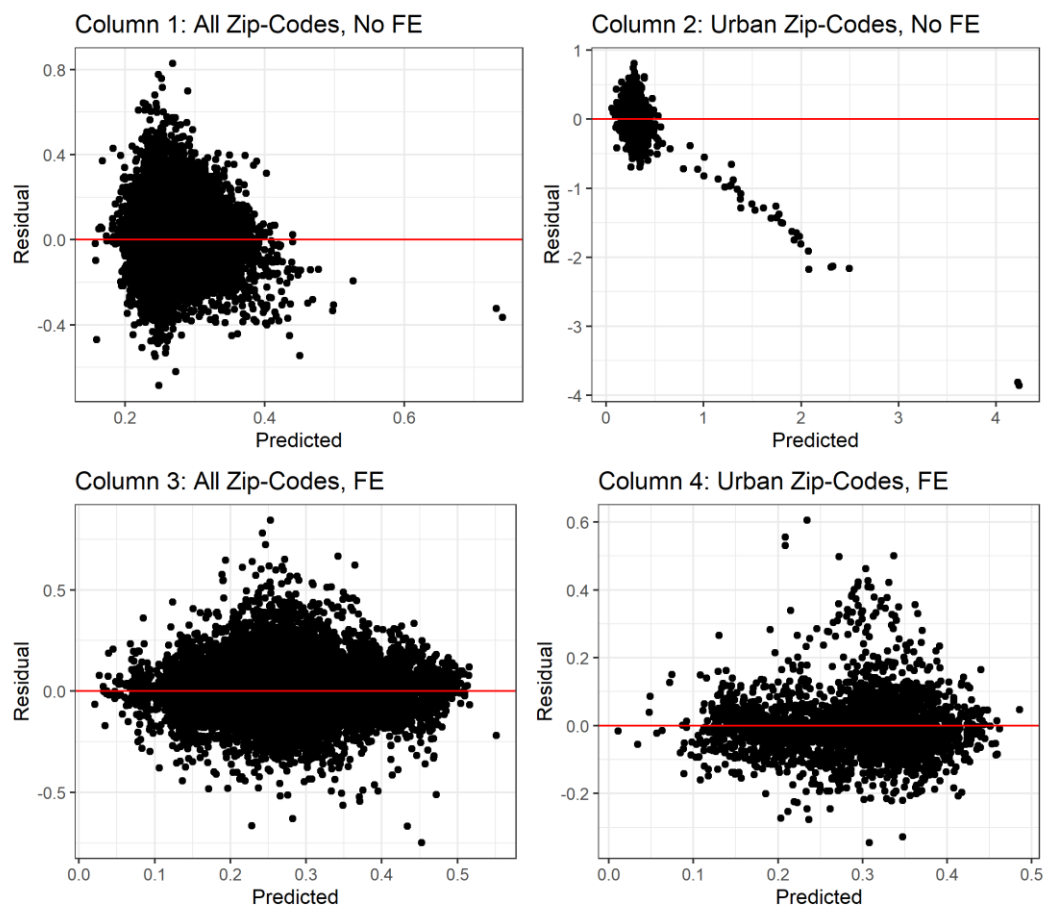 Column 1: All Zip-Codes, No FE
0.8
0.4
0.0
-0.4
Residual
0.2 0.4 0.6
Predicted
Column 2: Urban Zip-Codes, No FE
1
0
-1
-2
-3
-4
Residual
0 1 2 3 4
Predicted
Column 3: All Zip-Codes, FE
0.5
0.0
-0.5
Residual
0.0 0.1 0.2 0.3 0.4 0.5
Predicted
Column 4: Urban Zip-Codes, FE
0.6
0.4
0.2
0.0
-0.2
Residual
0.0 0.1 0.2 0.3 0.4 0.5
Predicted